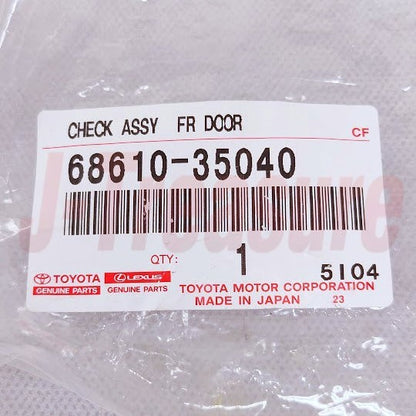 CHECK ASSY FR DOOR
CF
68610-35040
J-Treasure
QTY: 1
5104
TOYOTA
GENUINE PARTS
LEXUS
GENUINE PARTS
TOYOTA MOTOR CORPORATION
MADE IN JAPAN 23